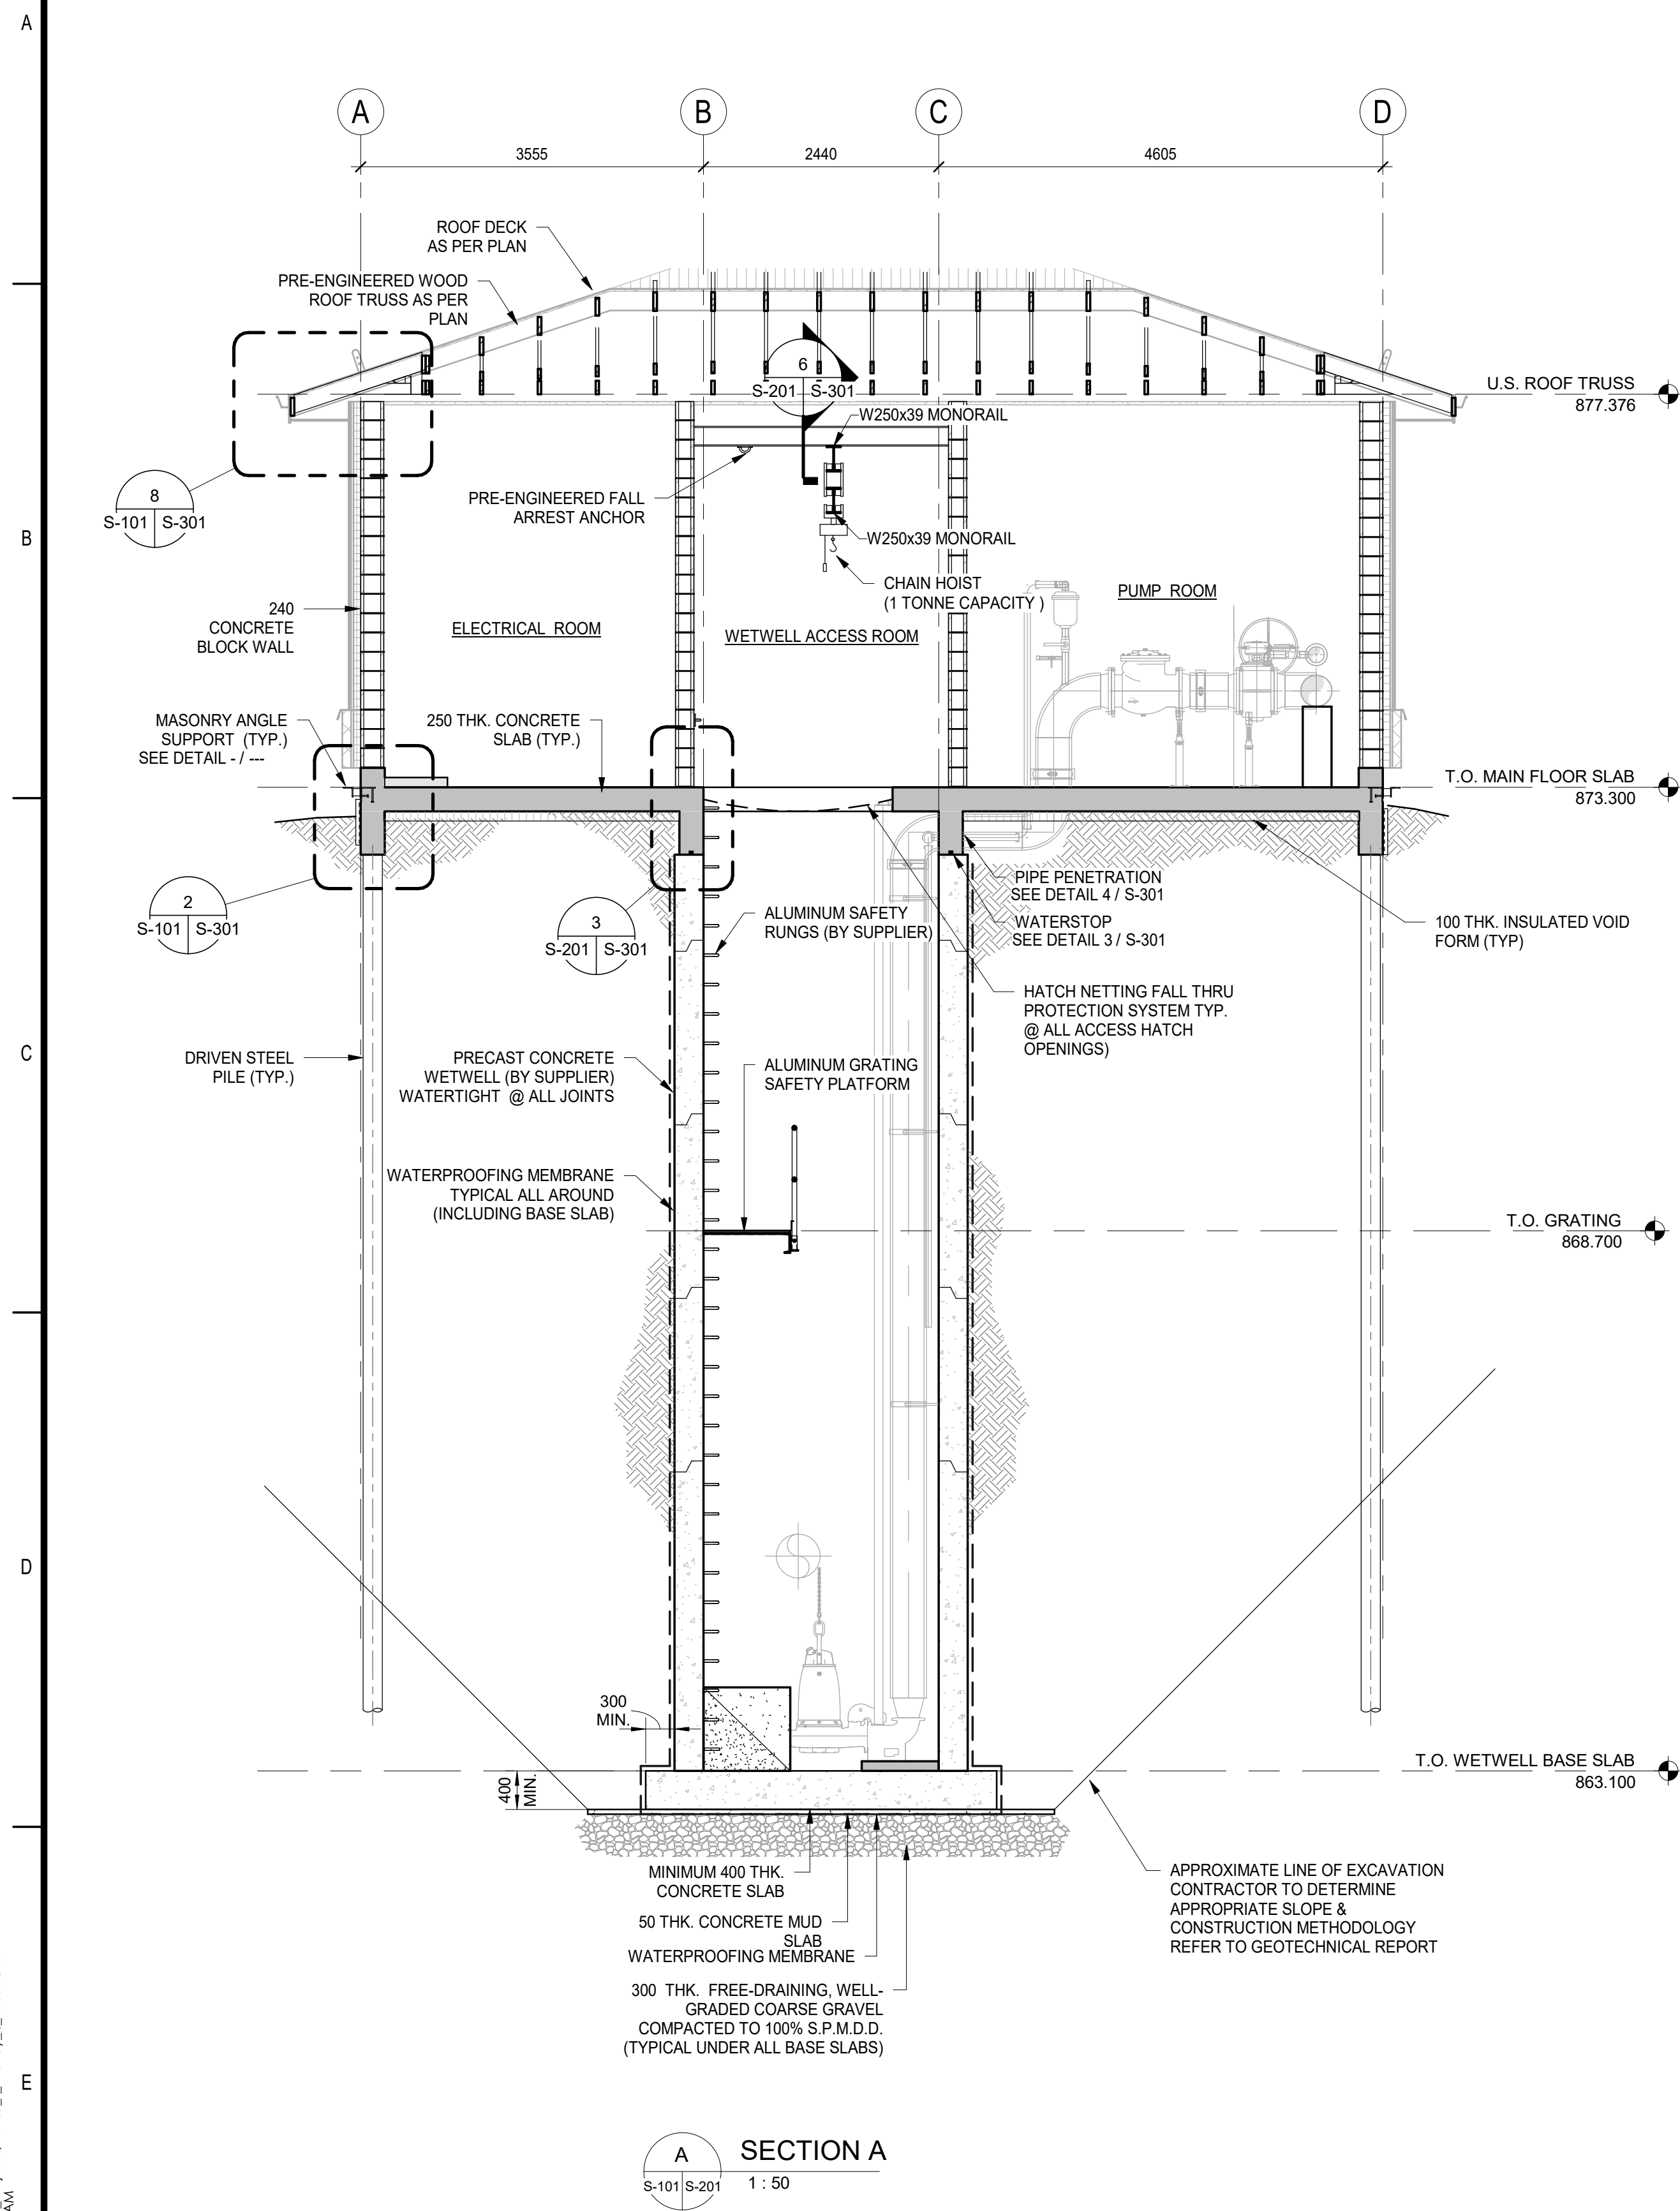 A
A
B
C
D
3555
2440
4605
ROOF DECK
AS PER PLAN
PRE-ENGINEERED WOOD
ROOF TRUSS AS PER
PLAN
6
S-201 S-301
U.S. ROOF TRUSS
877.376
W250x39 MONORAIL
8
S-101 S-301
PRE-ENGINEERED FALL
ARREST ANCHOR
B
W250x39 MONORAIL
CHAIN HOIST
(1 TONNE CAPACITY )
PUMP ROOM
240
CONCRETE
BLOCK WALL
ELECTRICAL ROOM
WETWELL ACCESS ROOM
MASONRY ANGLE
SUPPORT (TYP.)
SEE DETAIL - / ---
250 THK. CONCRETE
SLAB (TYP.)
T.O. MAIN FLOOR SLAB
873.300
2
S-101 S-301
3
S-201 S-301
ALUMINUM SAFETY
RUNGS (BY SUPPLIER)
PIPE PENETRATION
SEE DETAIL 4 / S-301
WATERSTOP
SEE DETAIL 3 / S-301
100 THK. INSULATED VOID
FORM (TYP)
HATCH NETTING FALL THRU
PROTECTION SYSTEM TYP.
@ ALL ACCESS HATCH
OPENINGS)
C
DRIVEN STEEL
PILE (TYP.)
PRECAST CONCRETE
WETWELL (BY SUPPLIER)
WATERTIGHT @ ALL JOINTS
ALUMINUM GRATING
SAFETY PLATFORM
WATERPROOFING MEMBRANE
TYPICAL ALL AROUND
(INCLUDING BASE SLAB)
T.O. GRATING
868.700
D
300
MIN.
400
MIN.
T.O. WETWELL BASE SLAB
863.100
MINIMUM 400 THK.
CONCRETE SLAB
50 THK. CONCRETE MUD
SLAB
WATERPROOFING MEMBRANE
300 THK. FREE-DRAINING, WELL-
GRADED COARSE GRAVEL
COMPACTED TO 100% S.P.M.D.D.
(TYPICAL UNDER ALL BASE SLABS)
APPROXIMATE LINE OF EXCAVATION
CONTRACTOR TO DETERMINE
APPROPRIATE SLOPE &
CONSTRUCTION METHODOLOGY
REFER TO GEOTECHNICAL REPORT
E
A
S-101 S-201
SECTION A
1 : 50
AM